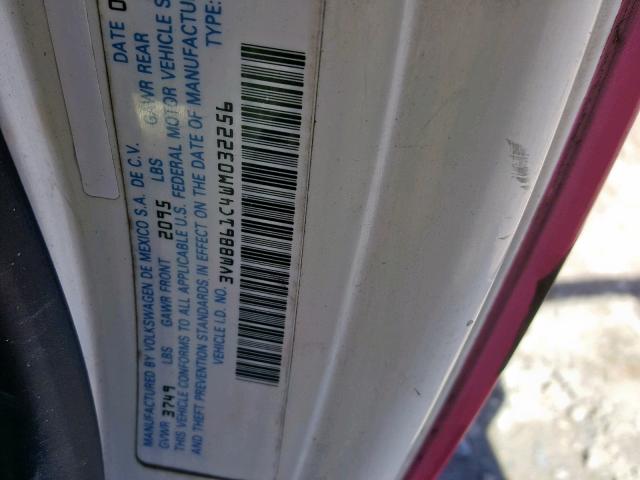 MANUFACTURED BY VOLKSWAGEN DE MEXICO S.A. DE C.V. DATE
GVWR 3749 LBS GAWR FRONT 2095 LBS GAWR REAR
THIS VEHICLE CONFORMS TO ALL APPLICABLE U.S. FEDERAL MOTOR VEHICLE
AND THEFT PREVENTION STANDARDS IN EFFECT ON THE DATE OF MANUFACTURE
VEHICLE I.D. NO. 3VWBB61C4WM032256 TYPE: